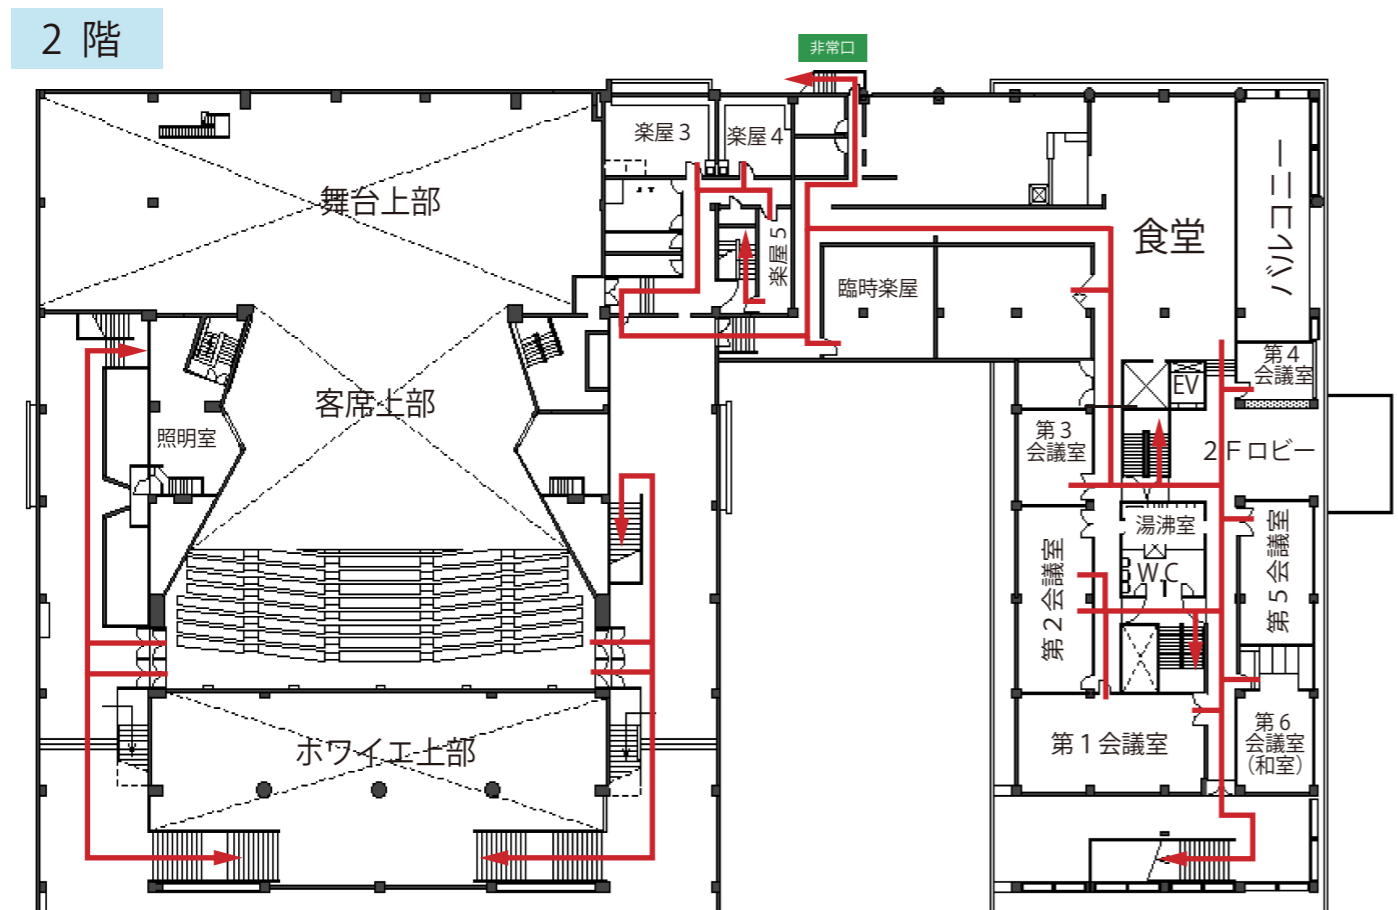 2 階
非常口
楽屋3
楽屋4
舞台上部
楽屋5
食堂
バルコニー
臨時楽屋
第4
会議室
EV
客席上部
照明室
第3
会議室
2Fロビー
湯沸室
W.C
第2会議室
第5会議室
ホワイエ上部
第1会議室
第6
会議室
(和室)